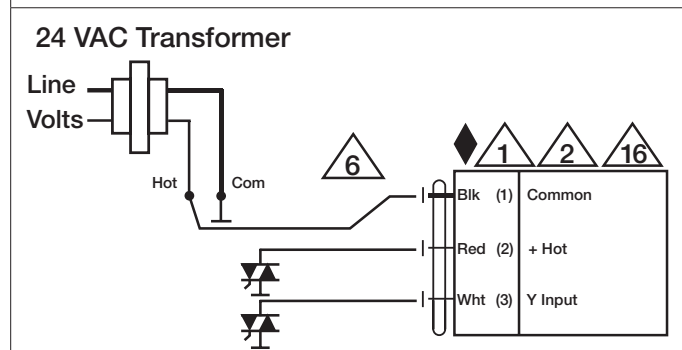 24 VAC Transformer
Line
Volts
Hot
Com
6
1
2
16
Blk (1) Common
Red (2) + Hot
Wht (3) Y Input